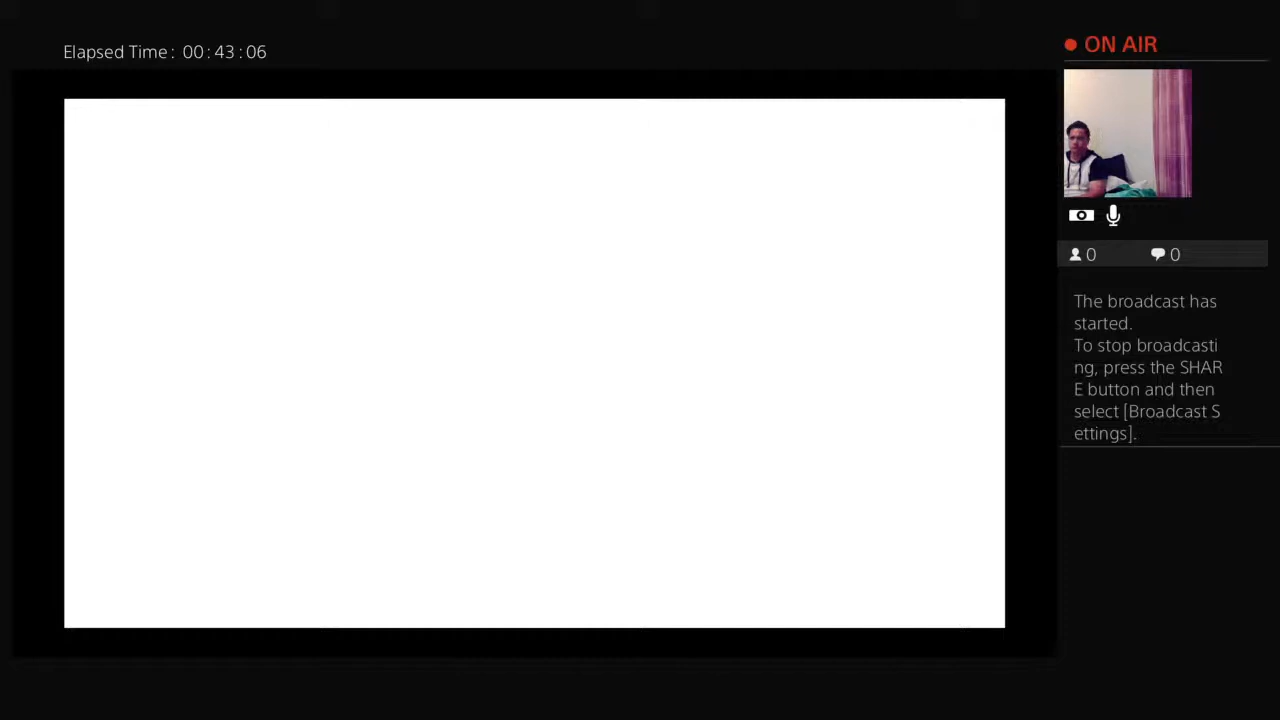 Elapsed Time: 00:43:06
ON AIR
0 0
The broadcast has
started.
To stop broadcasti
ng, press the SHAR
E button and then
select [Broadcast S
ettings].